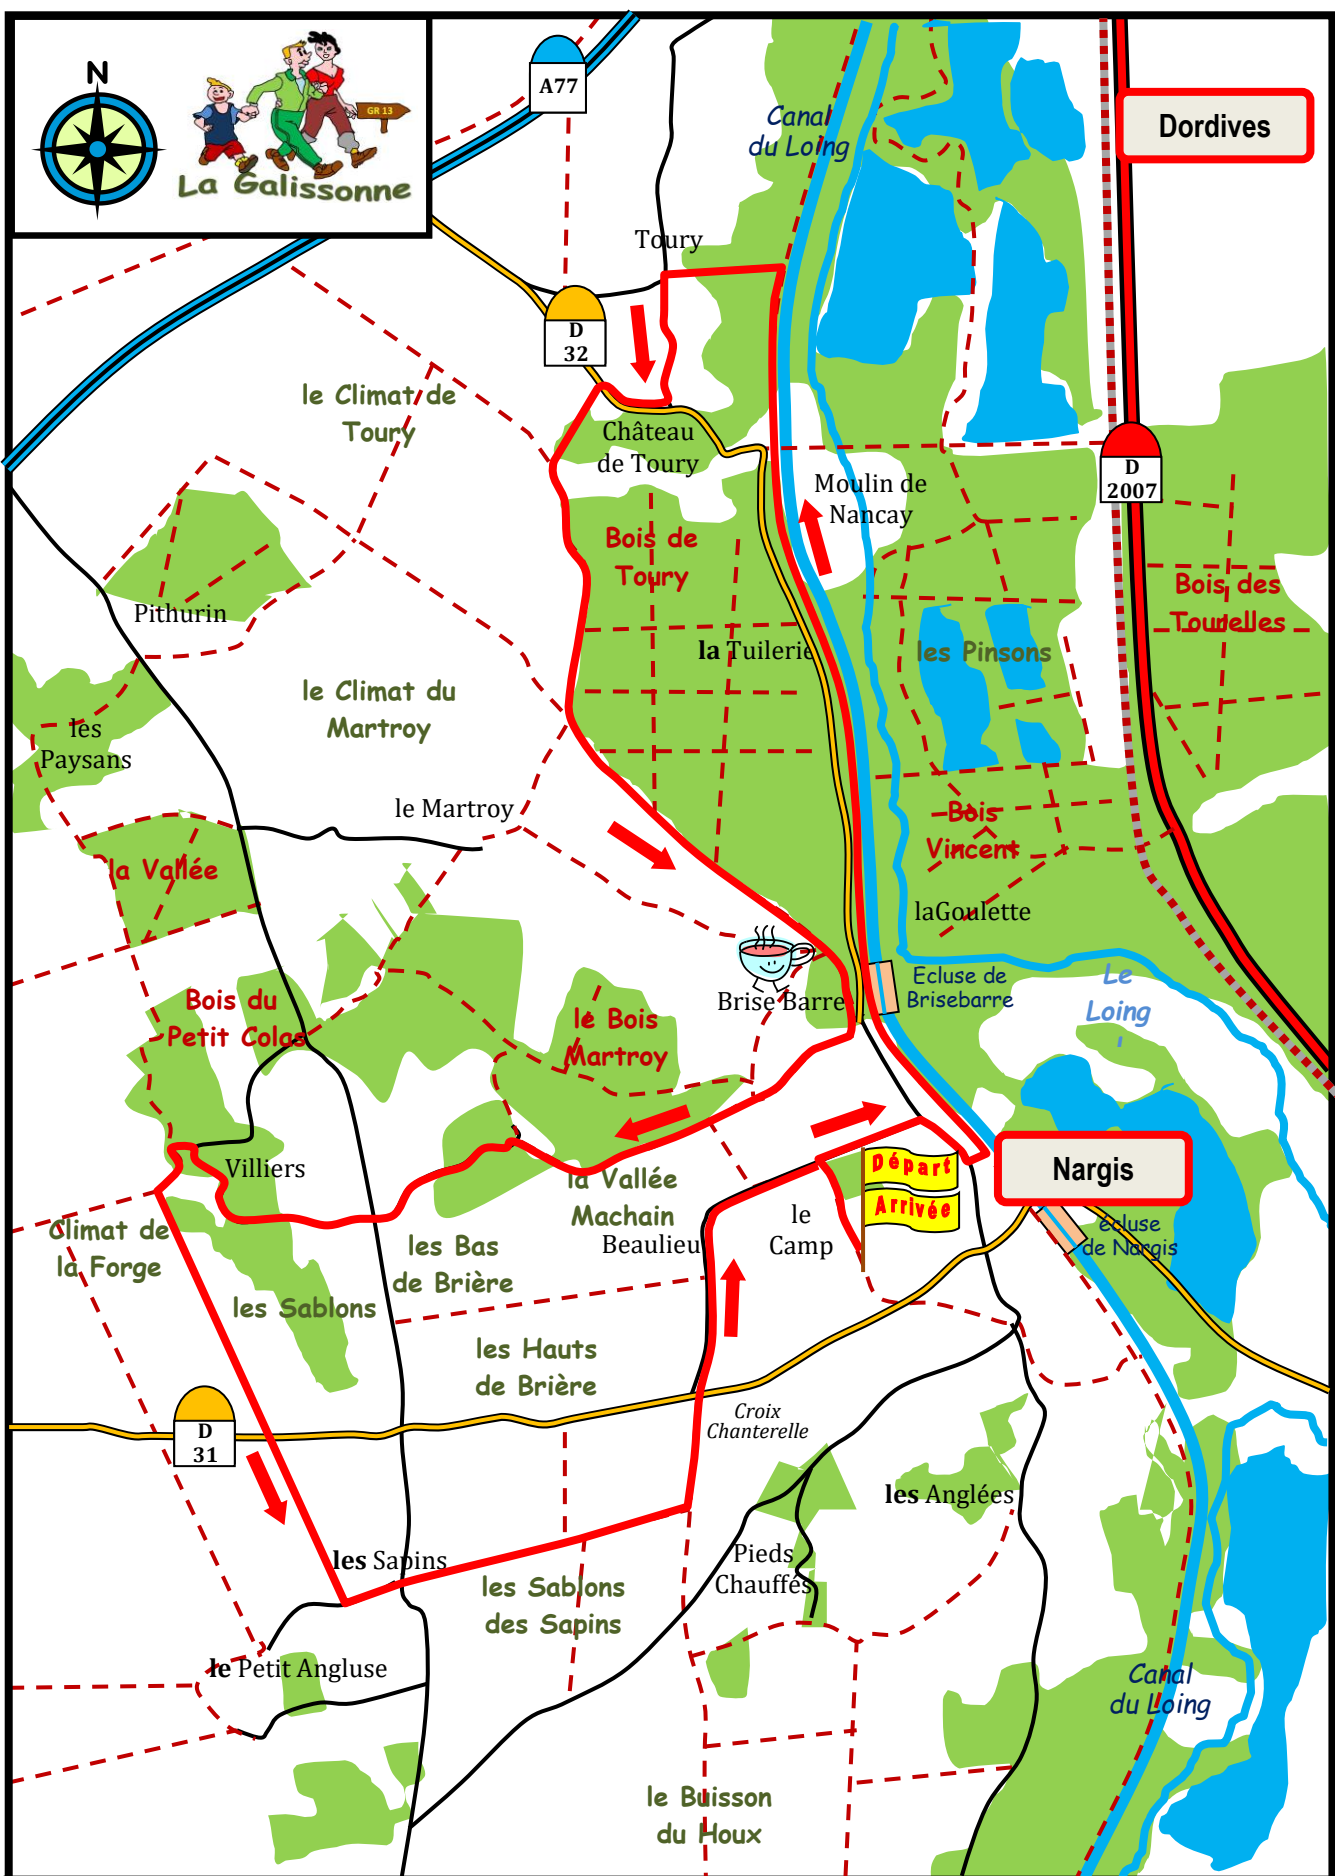 N
GR 13
La Galissonne
A77
Canal
du Loing
Dordives
Toury
D
32
le Climat de
Toury
Château
de Toury
Moulin de
Nancay
D
2007
Bois de
Toury
Bois des
Tourelles
Pithurin
la Tuilerie
les Pinsons
le Climat du
Martroy
les
Paysans
le Martroy
Bois
Vincent
la Vallée
laGoulette
Ecluse de
Brisebarre
Le
Loing
Brise Barre
Bois du
Petit Colas
le Bois
Martroy
Villiers
Départ
Arrivée
Nargis
la Vallée
Machain
Beaulieu
le
Camp
écluse
de Nargis
Climat de
la Forge
les Bas
de Brière
les Sablons
les Hauts
de Brière
Croix
Chanterelle
D
31
les Anglées
les Sapins
Pieds
Chauffés
les Sablons
des Sapins
le Petit Angluse
Canal
du Loing
le Buisson
du Houx